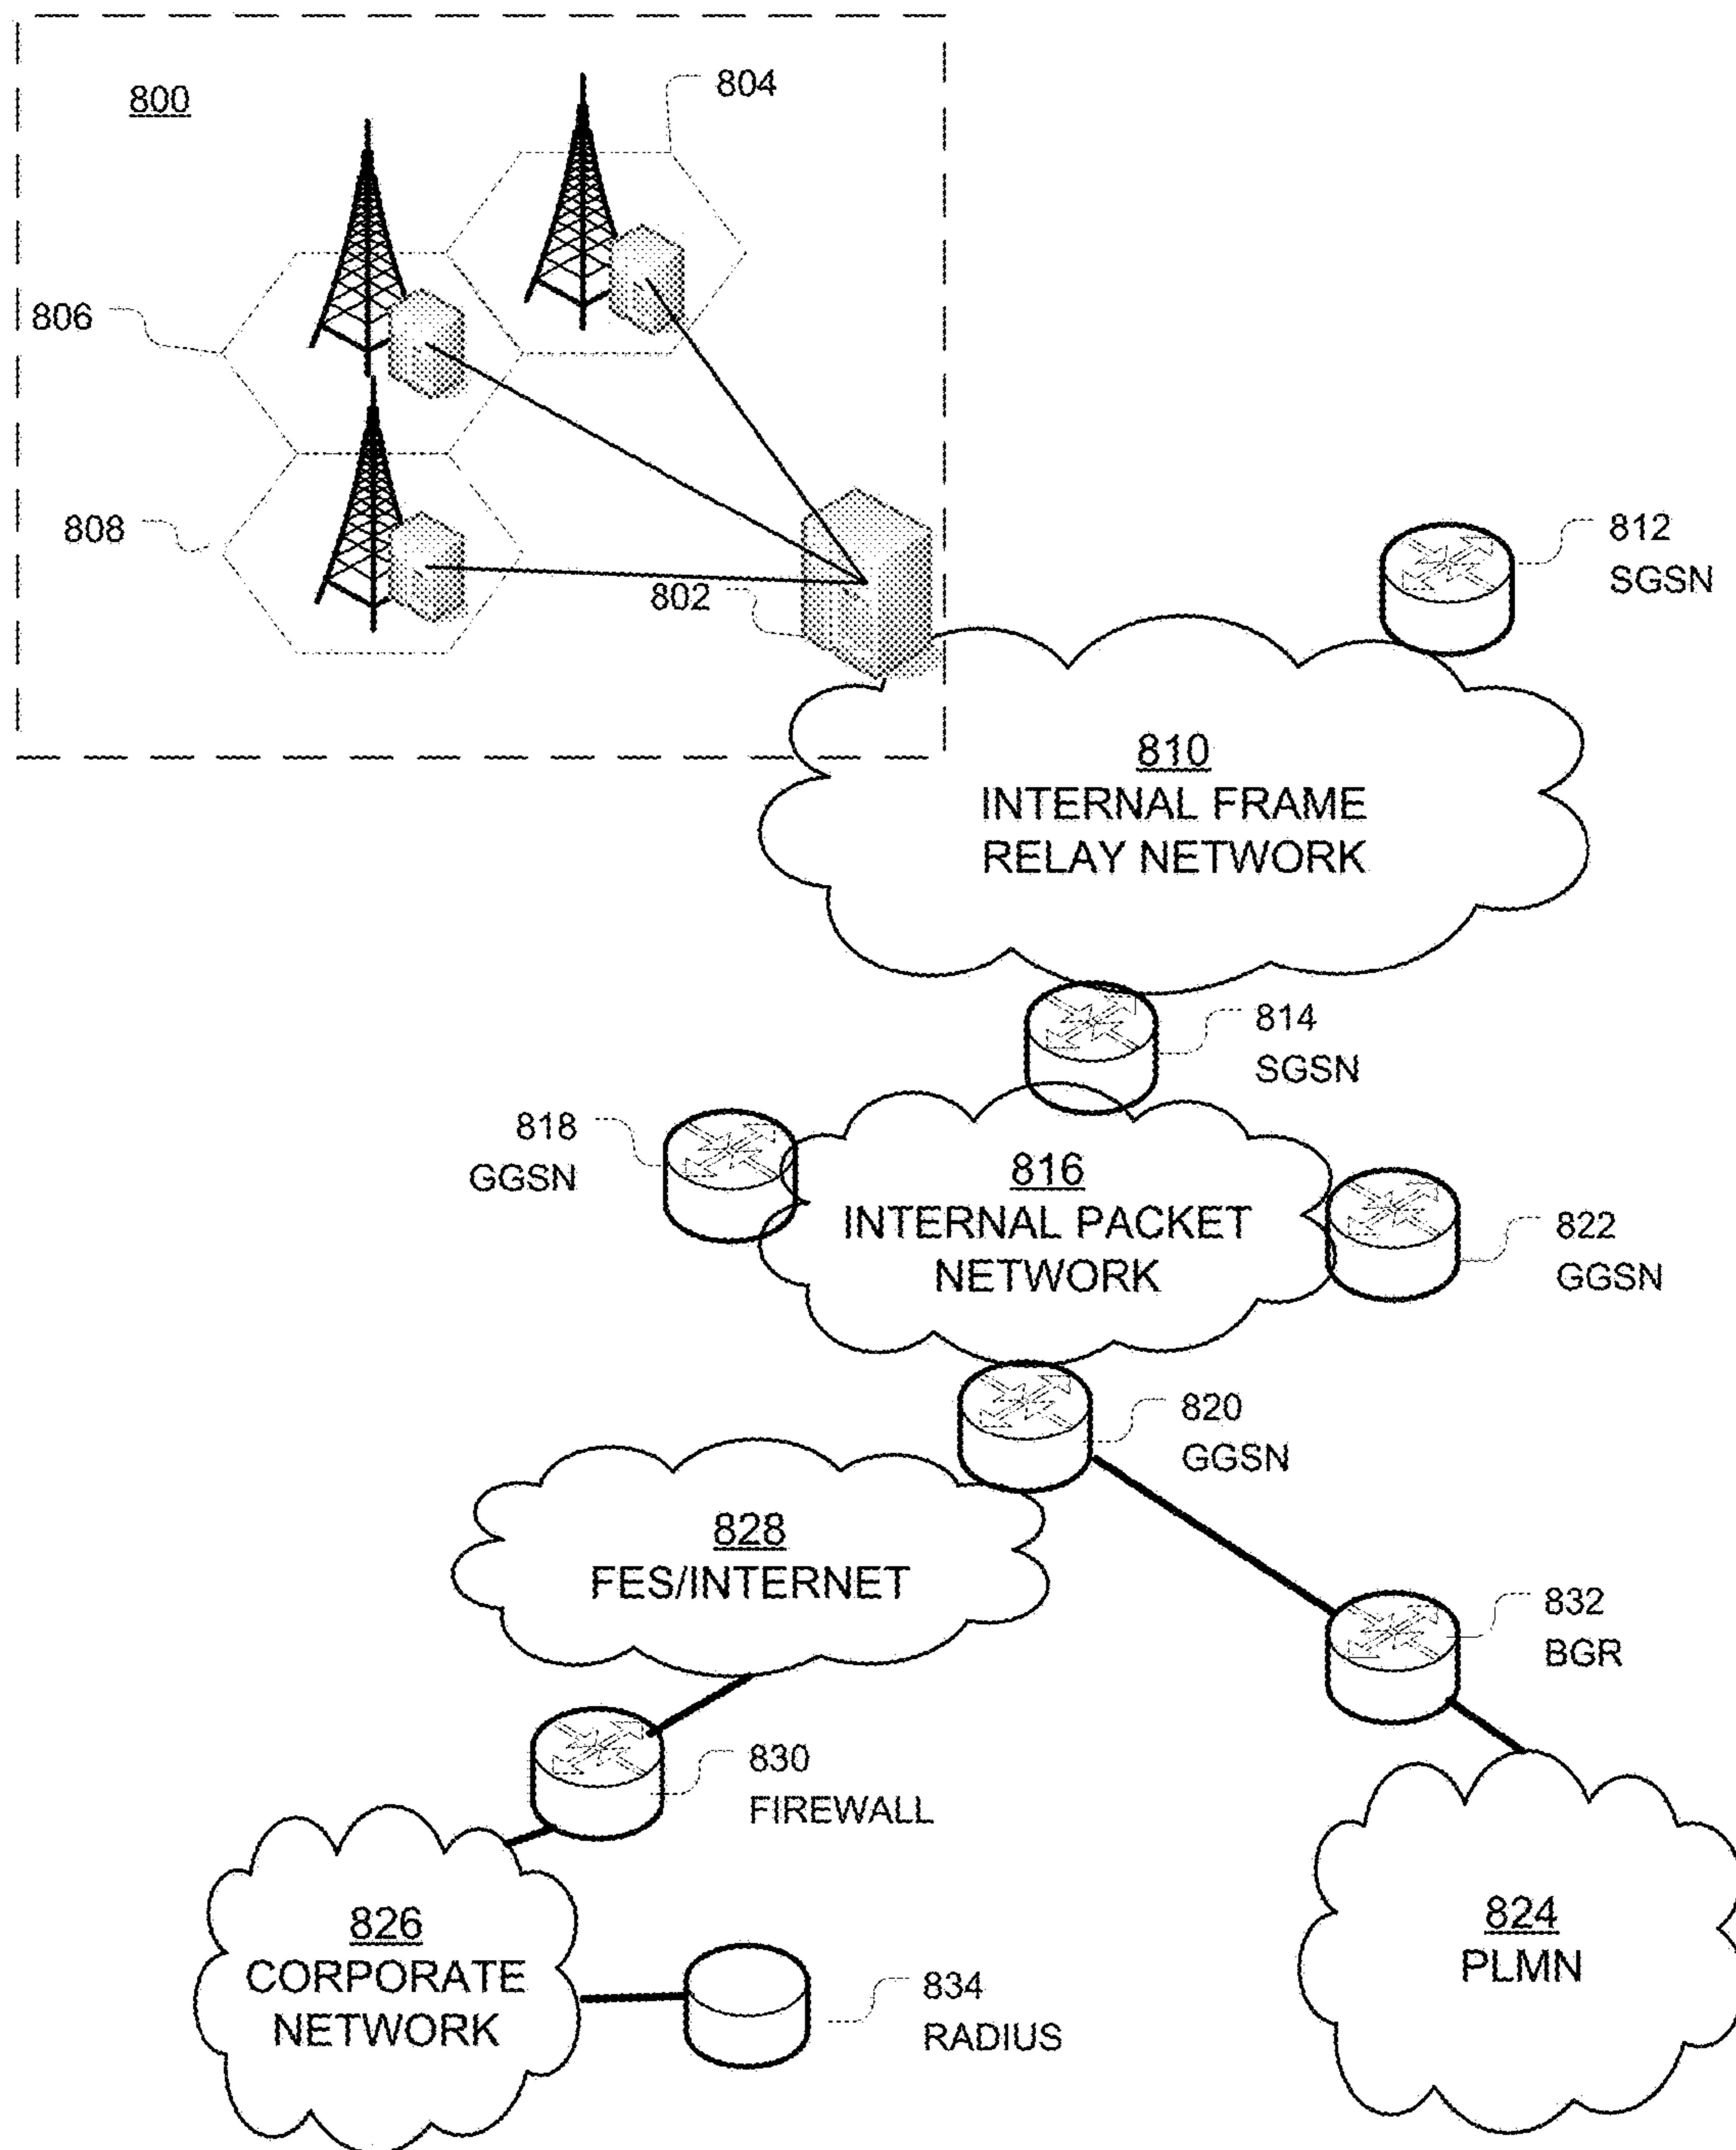 800
804
806
808
802
812
SGSN
810
INTERNAL FRAME
RELAY NETWORK
814
SGSN
818
GGSN
816
INTERNAL PACKET
NETWORK
822
GGSN
820
GGSN
828
FES/INTERNET
832
BGR
830
FIREWALL
826
CORPORATE
NETWORK
834
RADIUS
824
PLMN